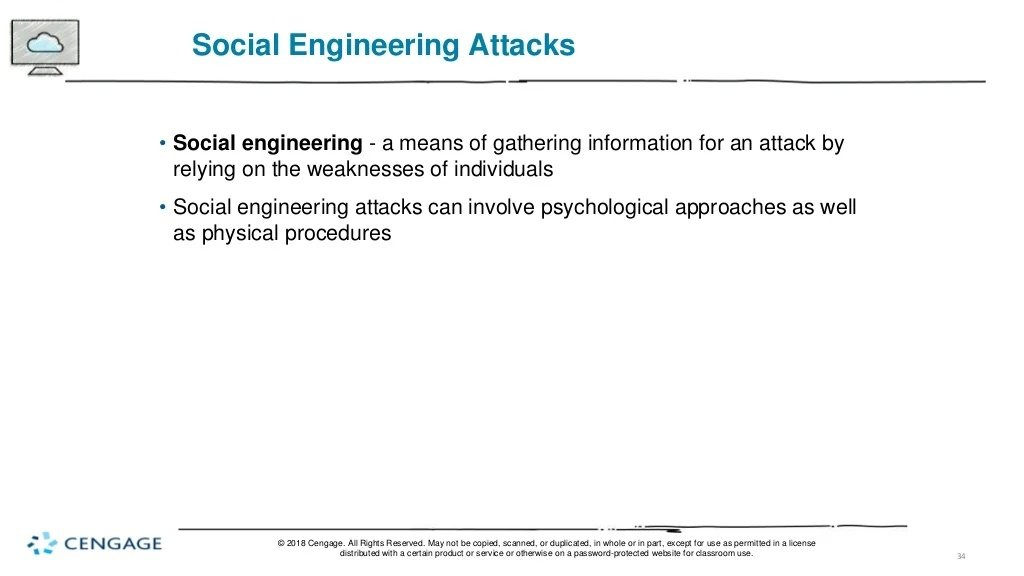 Social Engineering Attacks
• Social engineering - a means of gathering information for an attack by
relying on the weaknesses of individuals
• Social engineering attacks can involve psychological approaches as well
as physical procedures
CENGAGE
© 2018 Cengage. All Rights Reserved. May not be copied, scanned, or duplicated, in whole or in part, except for use as permitted in a license
distributed with a certain product or service or otherwise on a password-protected website for classroom use.
34